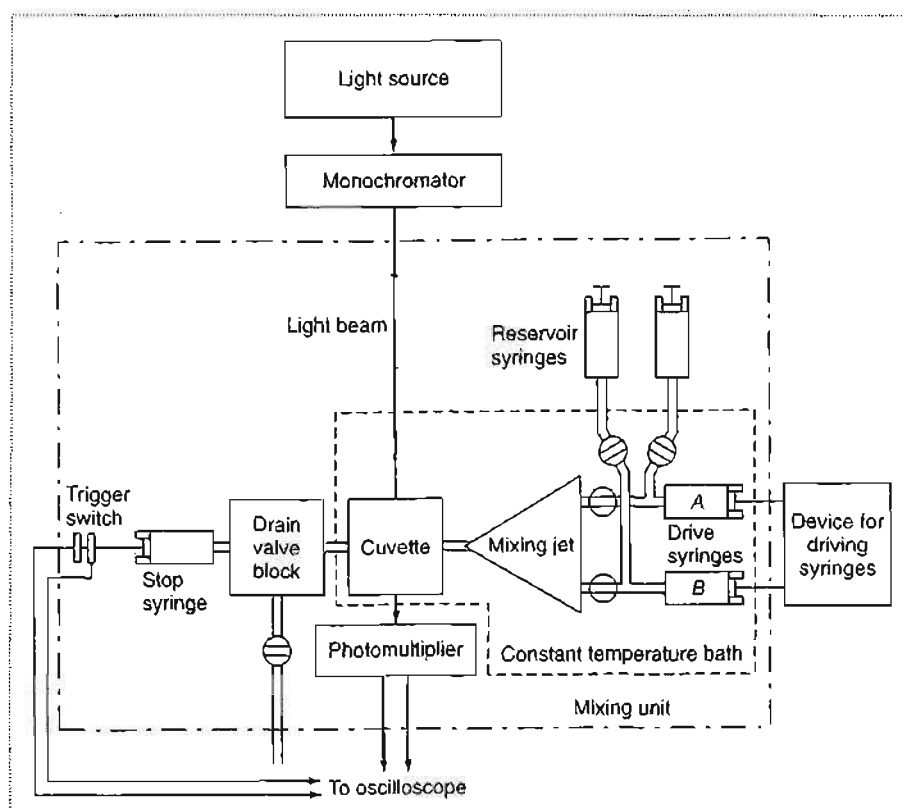 Light source
Monochromator
Light beam
Reservoir
syringes
Trigger
switch
Stop
syringe
Drain
valve
block
Cuvette
Mixing jet
A
Drive
syringes
B
Device for
driving
syringes
Photomultiplier
Constant temperature bath
Mixing unit
To oscilloscope